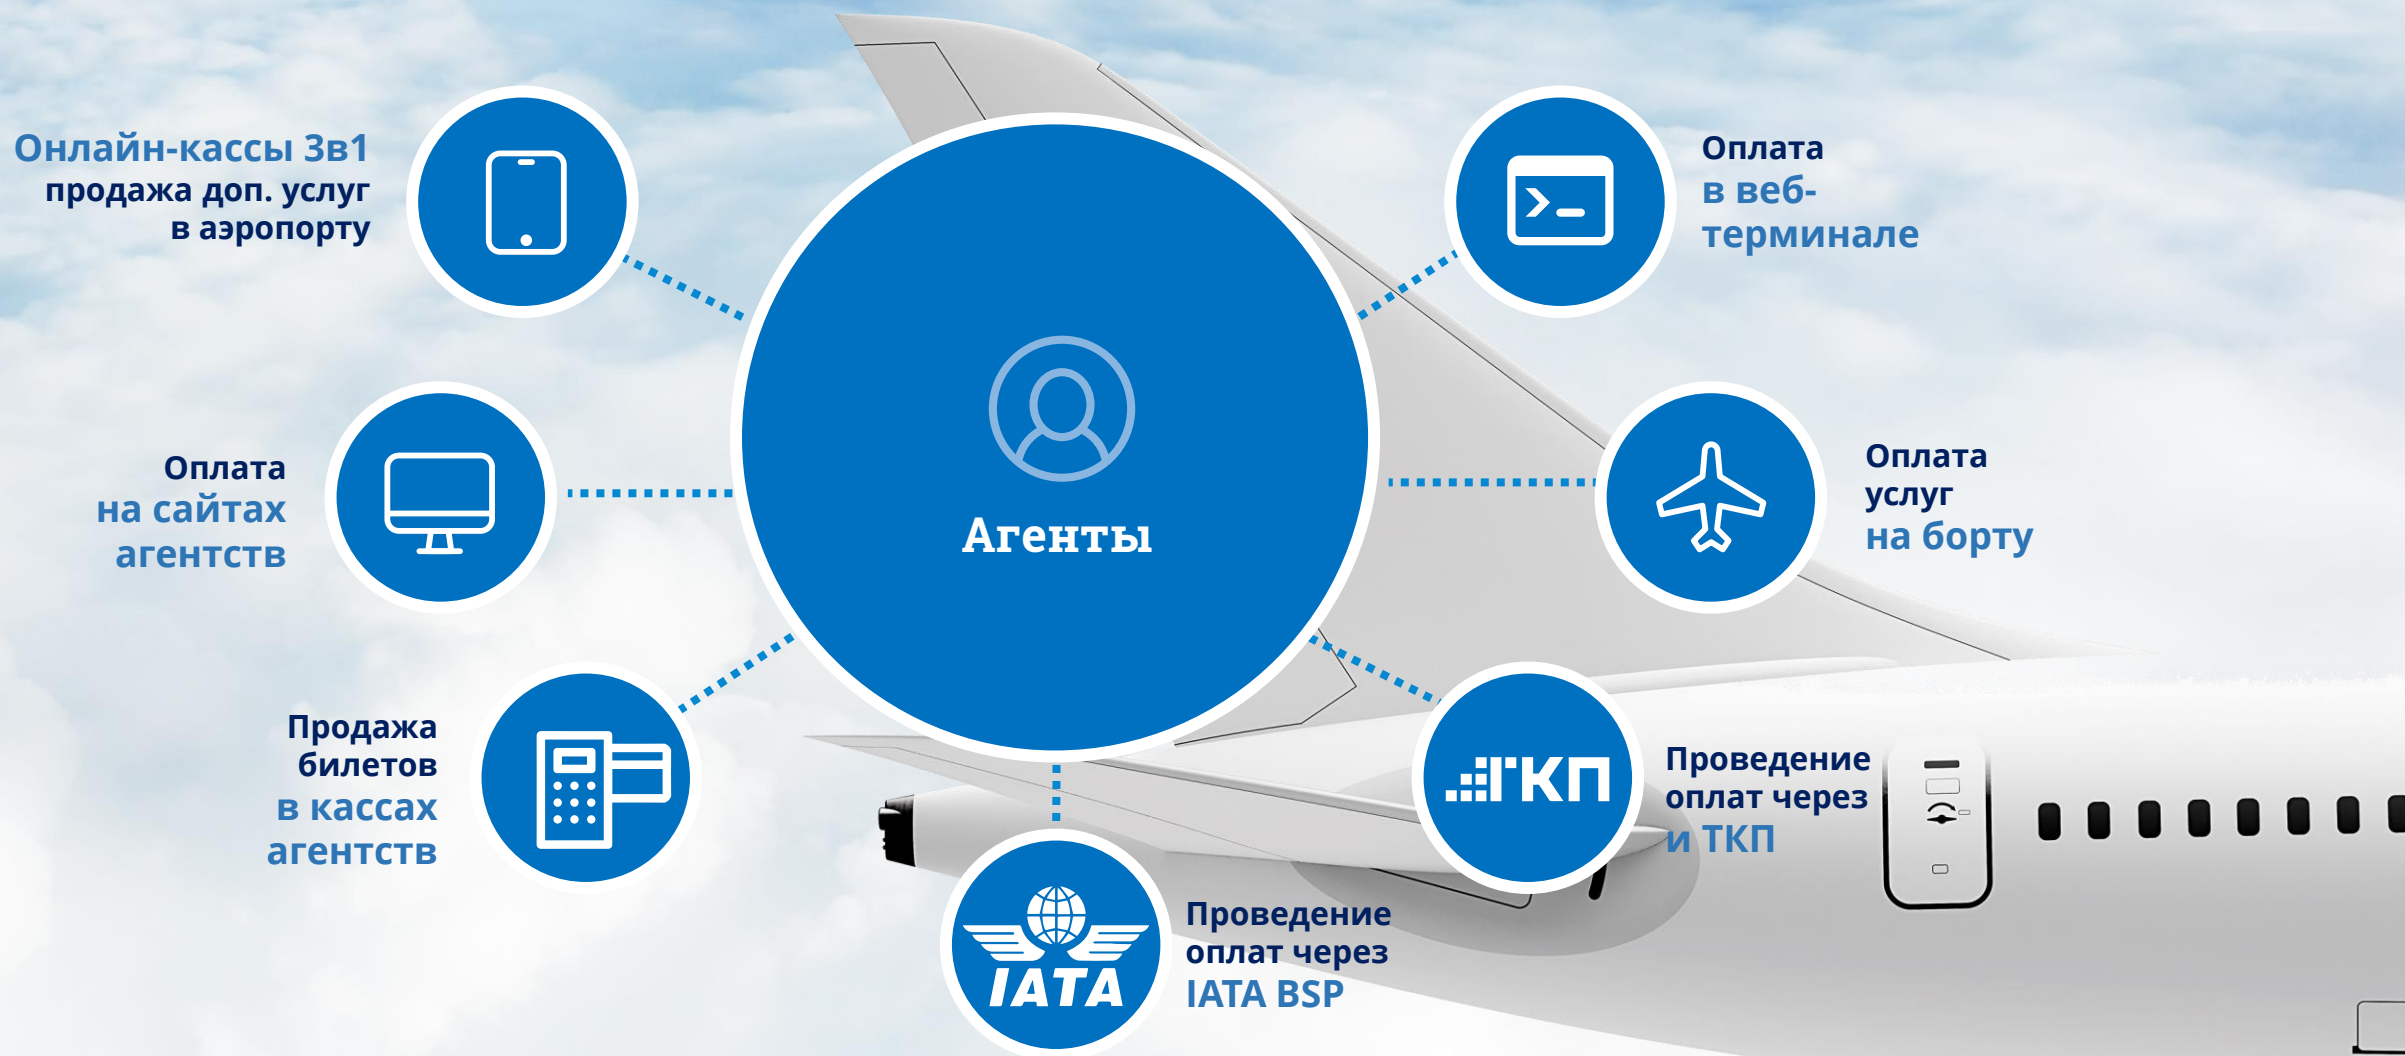 Онлайн-кассы 3в1
продажа доп. услуг
в аэропорту
Оплата
на сайтах
агентств
Продажа
билетов
в кассах
агентств
Агенты
IATA
Проведение
оплат через
IATA BSP
Оплата
в веб-
терминале
Оплата
услуг
на борту
ТКП
Проведение
оплат через
и ТКП